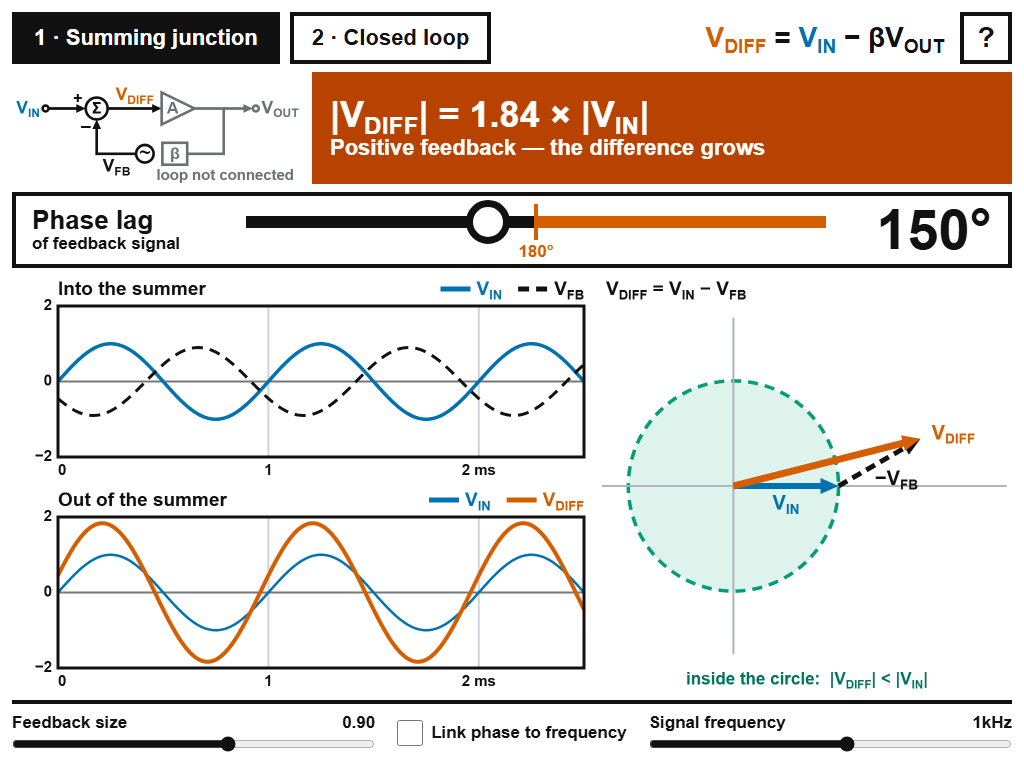 1 · Summing junction
2 · Closed loop
VDIFF = VIN − βVOUT
?
VIN
+
Σ
−
VDIFF
A
VOUT
VFB
~
β
loop not connected
|VDIFF| = 1.84 × |VIN|
Positive feedback — the difference grows
Phase lag
of feedback signal
180°
150°
Into the summer
VIN
VFB
2
0
−2
0
1
2 ms
Out of the summer
VIN
VDIFF
2
0
−2
0
1
2 ms
VDIFF = VIN − VFB
VDIFF
−VFB
VIN
inside the circle: |VDIFF| < |VIN|
Feedback size
0.90
Link phase to frequency
Signal frequency
1kHz